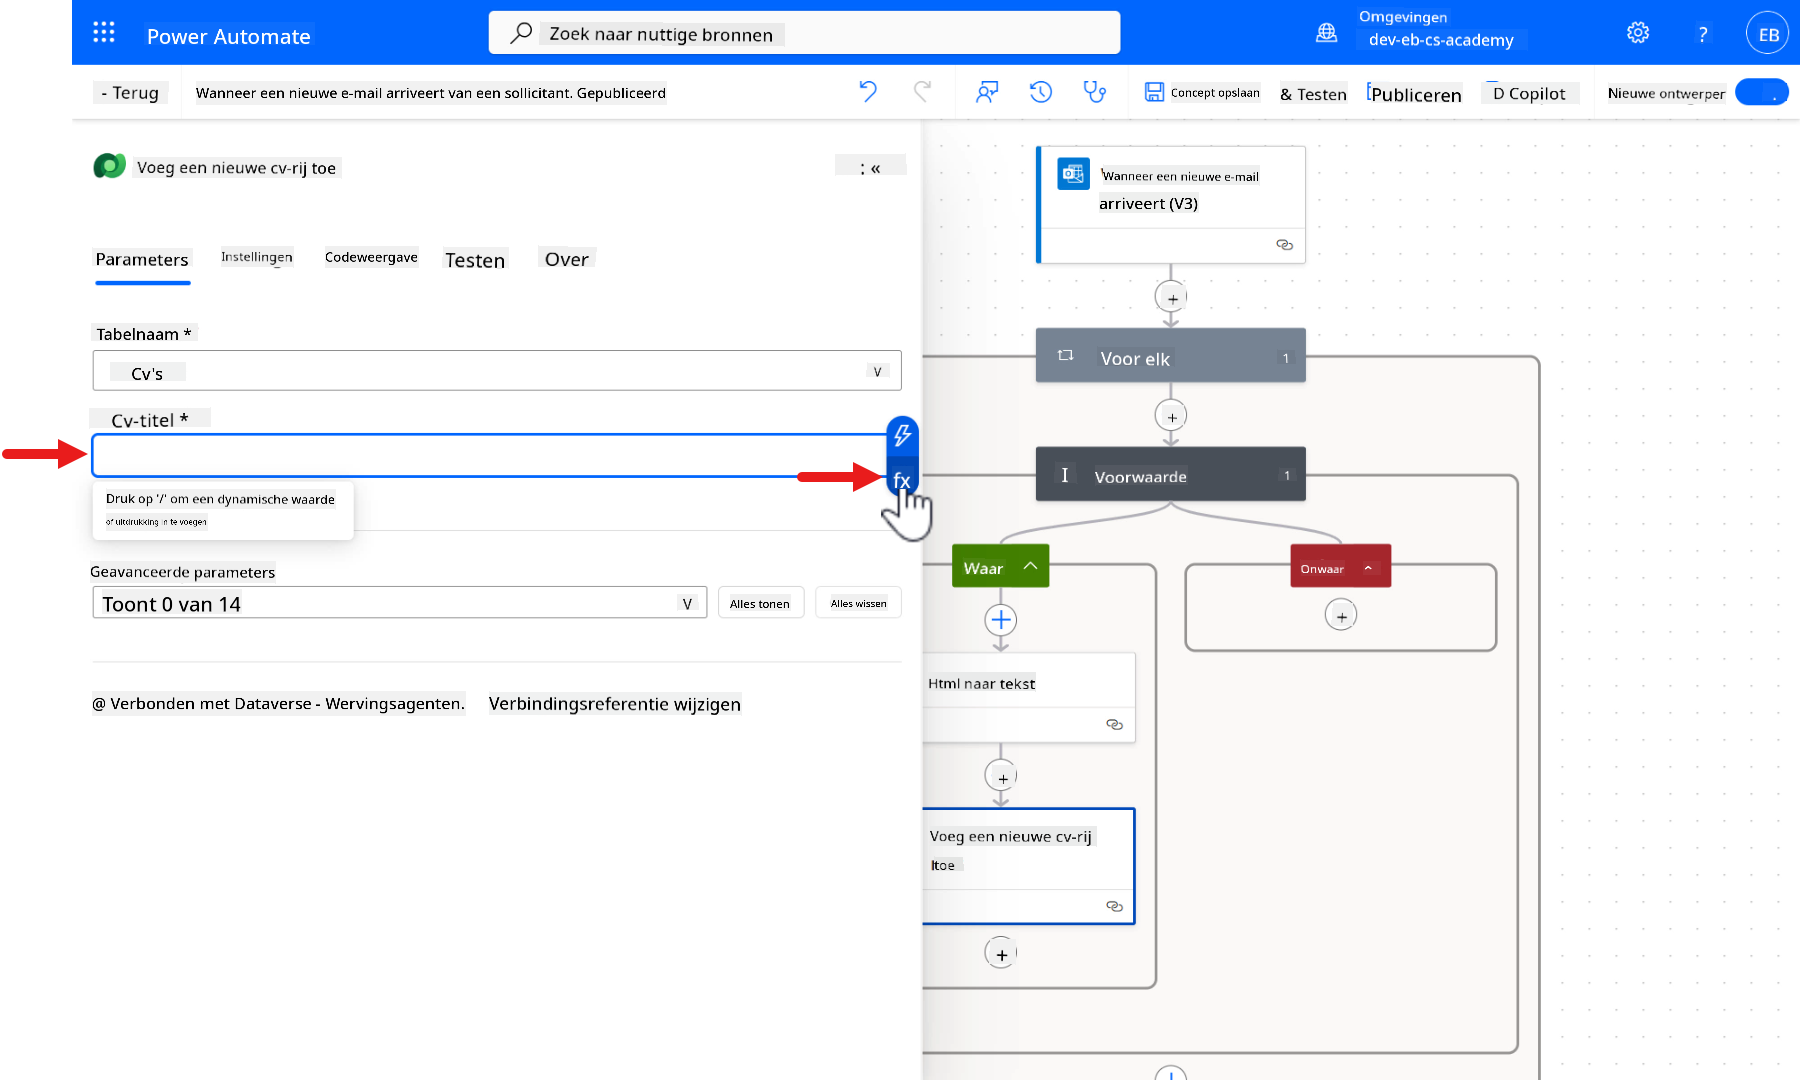 Power Automate
Zoek naar nuttige bronnen
Omgevingen
dev-eb-cs-academy
?
EB
- Terug
Wanneer een nieuwe e-mail arriveert van een sollicitant. Gepubliceerd
Concept opslaan
& Testen
Publiceren
D Copilot
Nieuwe ontwerper
Voeg een nieuwe cv-rij toe
: «
Parameters
Instellingen
Codeweergave
Testen
Over
Tabelnaam *
Cv's
v
Cv-titel *
fx
Druk op '/' om een dynamische waarde
of uitdrukking in te voegen
Geavanceerde parameters
Toont 0 van 14
v
Alles tonen
Alles wissen
@ Verbonden met Dataverse - Wervingsagenten.
Verbindingsreferentie wijzigen
'Wanneer een nieuwe e-mail
arriveert (V3)
Voor elk
1
I
Voorwaarde
1
Waar
Onwaar
Html naar tekst
Voeg een nieuwe cv-rij
toe